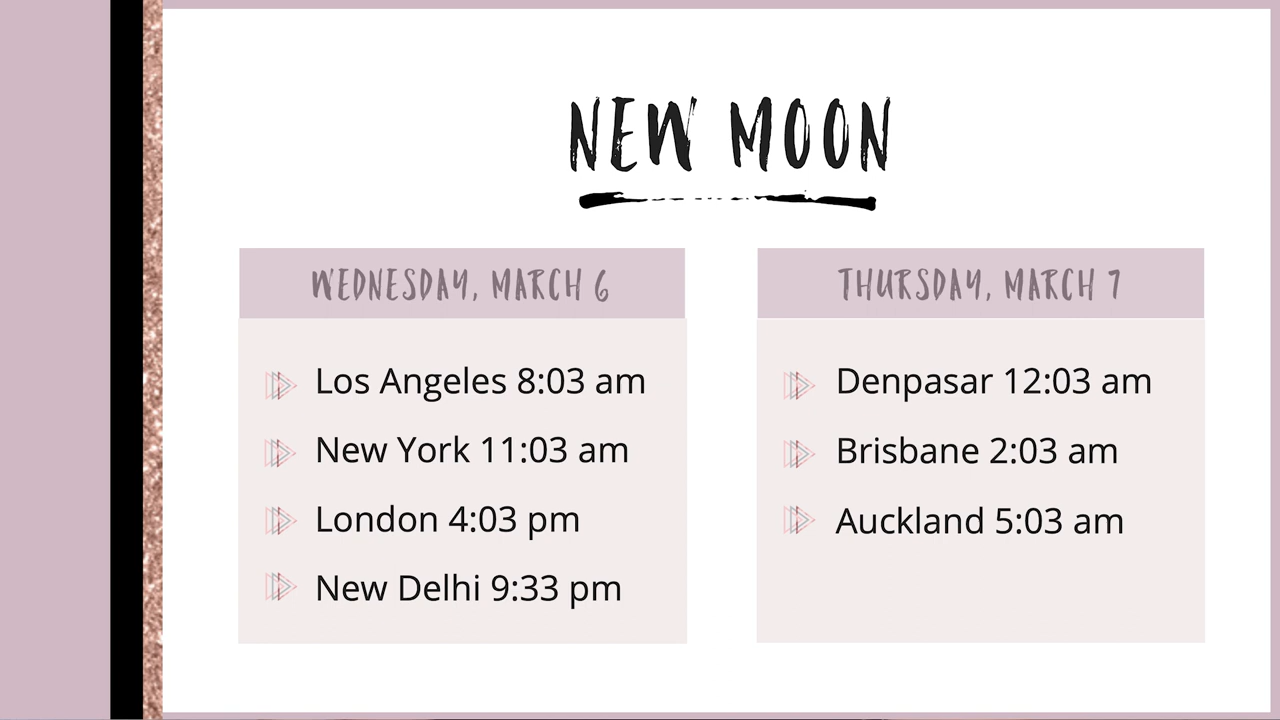 NEW MOON
WEDNESDAY, MARCH 6
Los Angeles 8:03 am
New York 11:03 am
London 4:03 pm
New Delhi 9:33 pm
THURSDAY, MARCH 7
Denpasar 12:03 am
Brisbane 2:03 am
Auckland 5:03 am